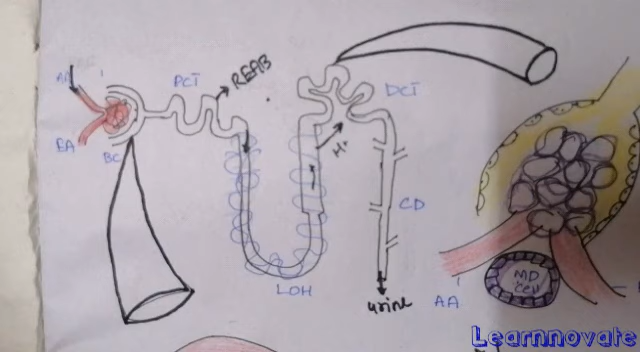 AA
PCT
REAB
DCT
EA
BC
CD
LOH
urine
MD
cell
AA
Learnnovate